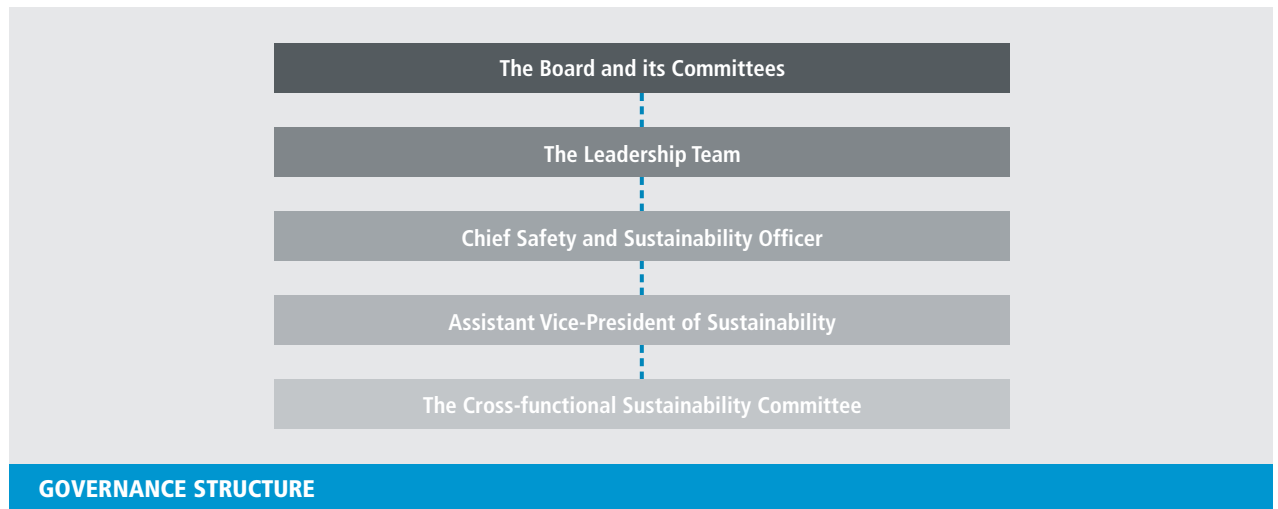 The Board and its Committees
The Leadership Team
Chief Safety and Sustainability Officer
Assistant Vice-President of Sustainability
The Cross-functional Sustainability Committee
GOVERNANCE STRUCTURE